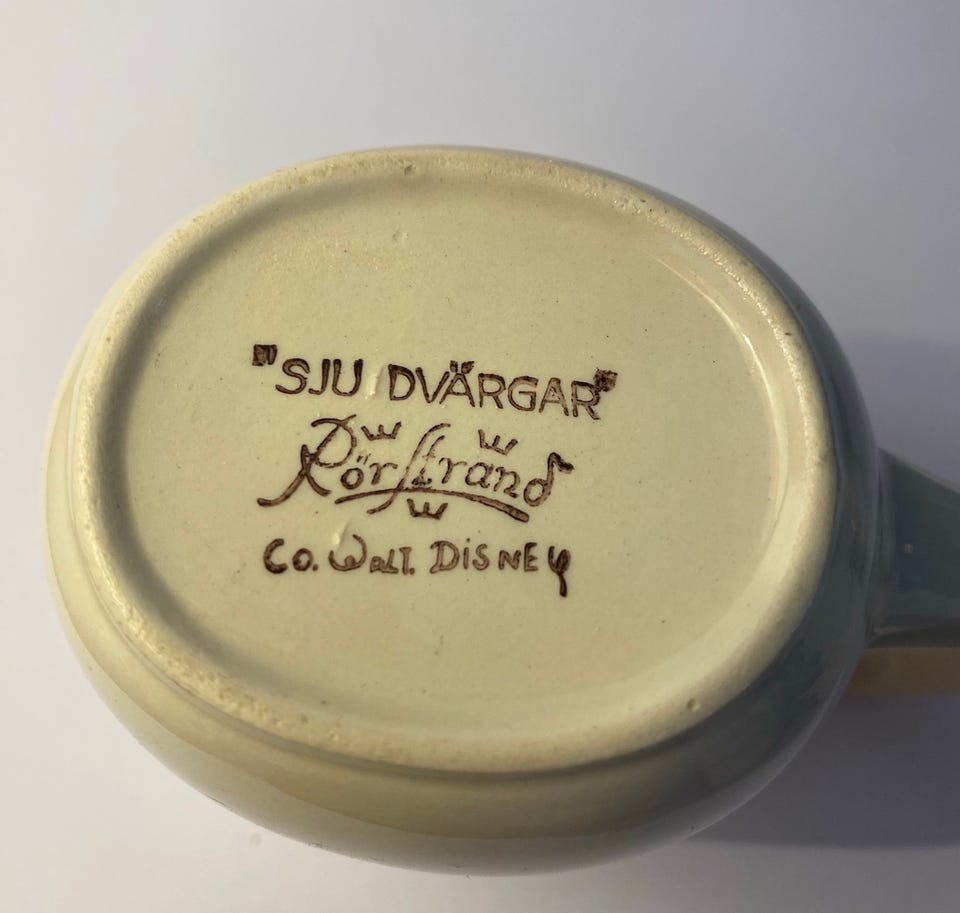 "SJU DVÄRGAR"
Rörstrand
Co. Walt. DiSNEY